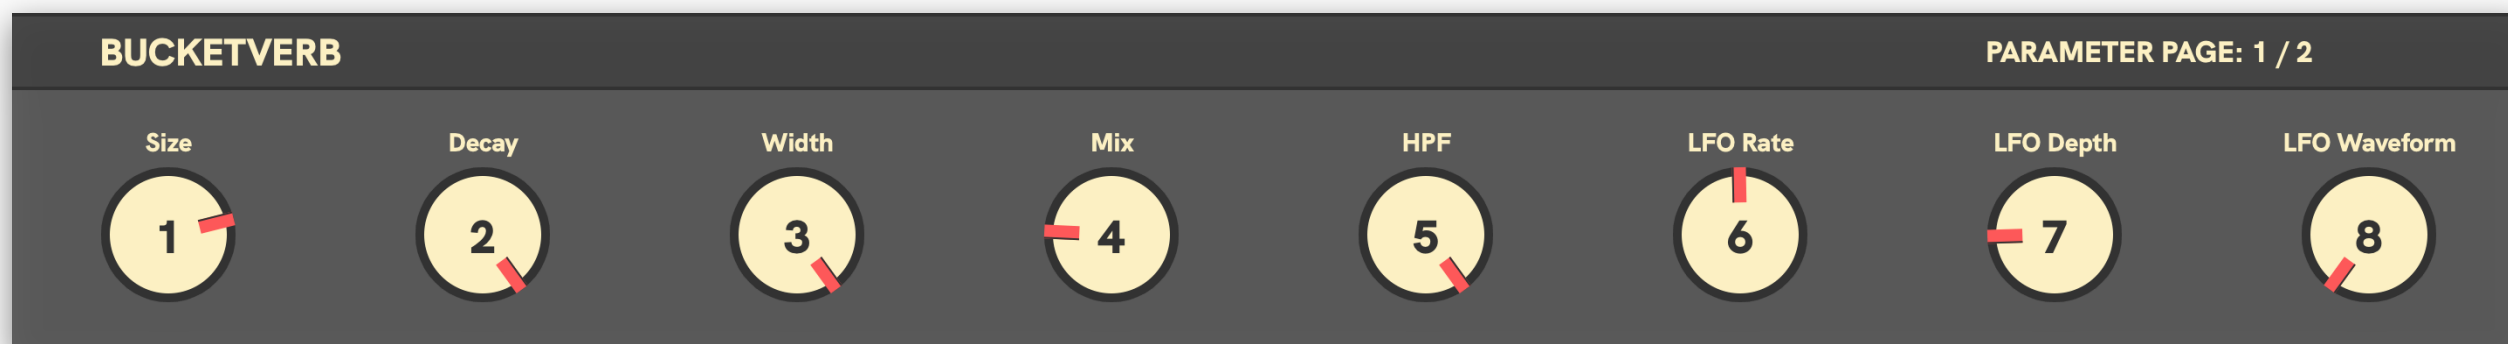 BUCKETVERB
PARAMETER PAGE: 1 / 2
Size
Decay
Width
Mix
HPF
LFO Rate
LFO Depth
LFO Waveform
1
2
3
4
5
6
7
8